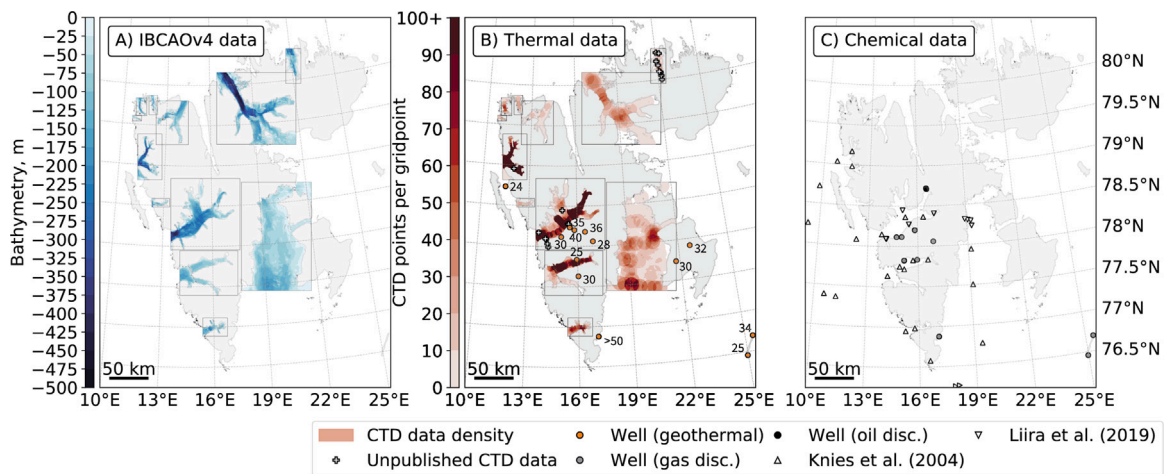 A) IBCAOv4 data
Bathymetry, m
0
−25
−50
−75
−100
−125
−150
−175
−200
−225
−250
−275
−300
−325
−350
−375
−400
−425
−450
−475
−500
50 km
10°E 13°E 16°E 19°E 22°E 25°E
B) Thermal data
CTD points per gridpoint
100+
80
70
60
50
40
30
20
10
0
24
35
36
40
30
28
25
30
32
30
>50
34
25
50 km
10°E 13°E 16°E 19°E 22°E 25°E
C) Chemical data
80°N
79.5°N
79°N
78.5°N
78°N
77.5°N
77°N
76.5°N
50 km
10°E 13°E 16°E 19°E 22°E 25°E
CTD data density
Well (geothermal)
Well (oil disc.)
Liira et al. (2019)
Unpublished CTD data
Well (gas disc.)
Knies et al. (2004)